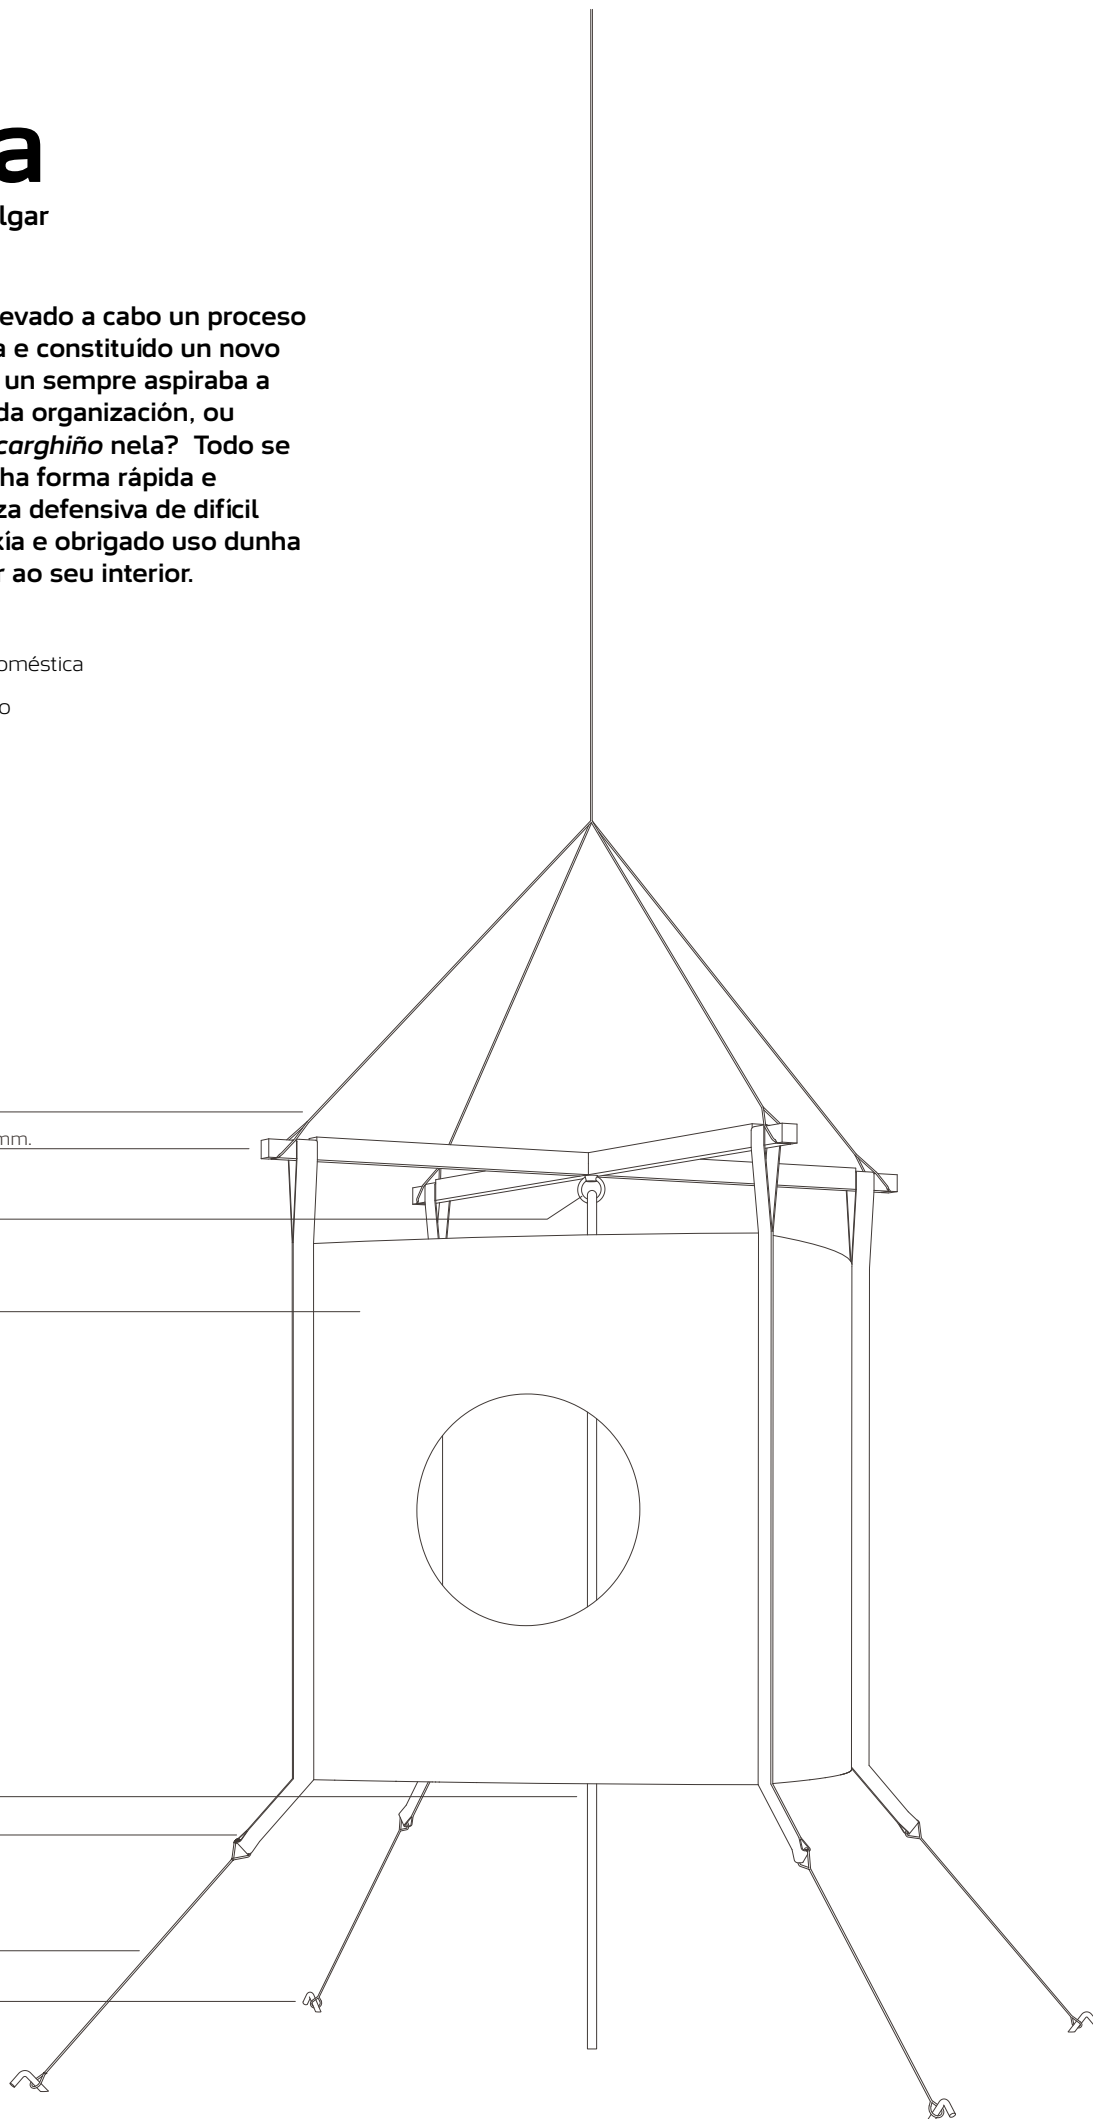 a
lgar
evado a cabo un proceso
a e constituído un novo
un sempre aspiraba a
da organización, ou
carghiño nela?  Todo se
ha forma rápida e
za defensiva de difícil
xía e obrigado uso dunha
r ao seu interior.
oméstica
o
mm.